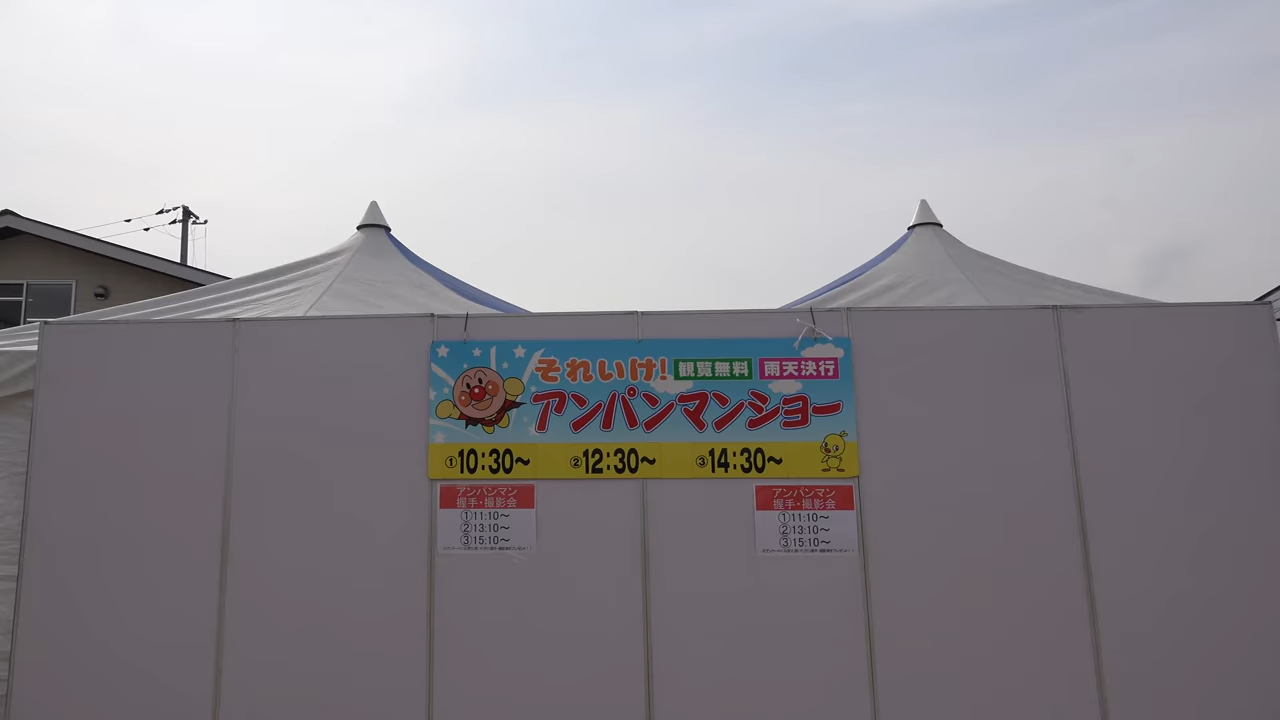 それいけ! 観覧無料 雨天決行
アンパンマンショー
①10:30〜 ②12:30〜 ③14:30〜
アンパンマン
握手・撮影会
①11:10〜
②13:10〜
③15:10〜
アンパンマン
握手・撮影会
①11:10〜
②13:10〜
③15:10〜